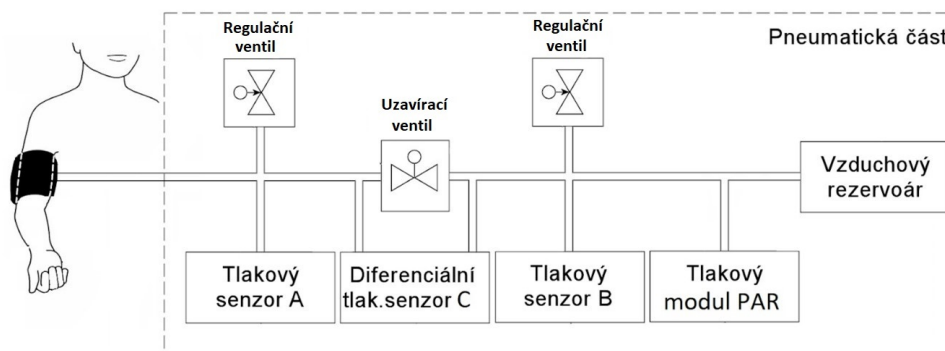 Regulační
ventil
Regulační
ventil
Pneumatická část
Uzavírací
ventil
Vzduchový
rezervoár
Tlakový
senzor A
Diferenciální
tlak.senzor C
Tlakový
senzor B
Tlakový
modul PAR